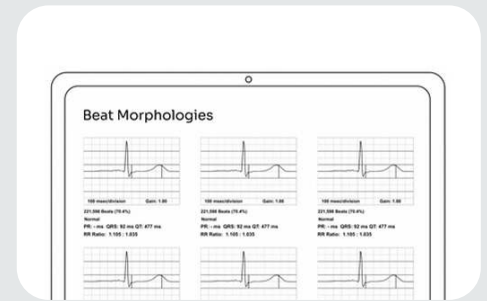 Beat Morphologies
100 msec/division Gain: 1.00
100 msec/division Gain: 1.00
100 msec/division Gain: 1.00
221,598 Beats (70.4%)
221,598 Beats (70.4%)
221,598 Beats (70.4%)
Normal
Normal
Normal
PR: - ms QRS: 92 ms QT: 477 ms
PR: - ms QRS: 92 ms QT: 477 ms
PR: - ms QRS: 92 ms QT: 477 ms
RR Ratio: 1.105 : 1.035
RR Ratio: 1.105 : 1.035
RR Ratio: 1.105 : 1.035